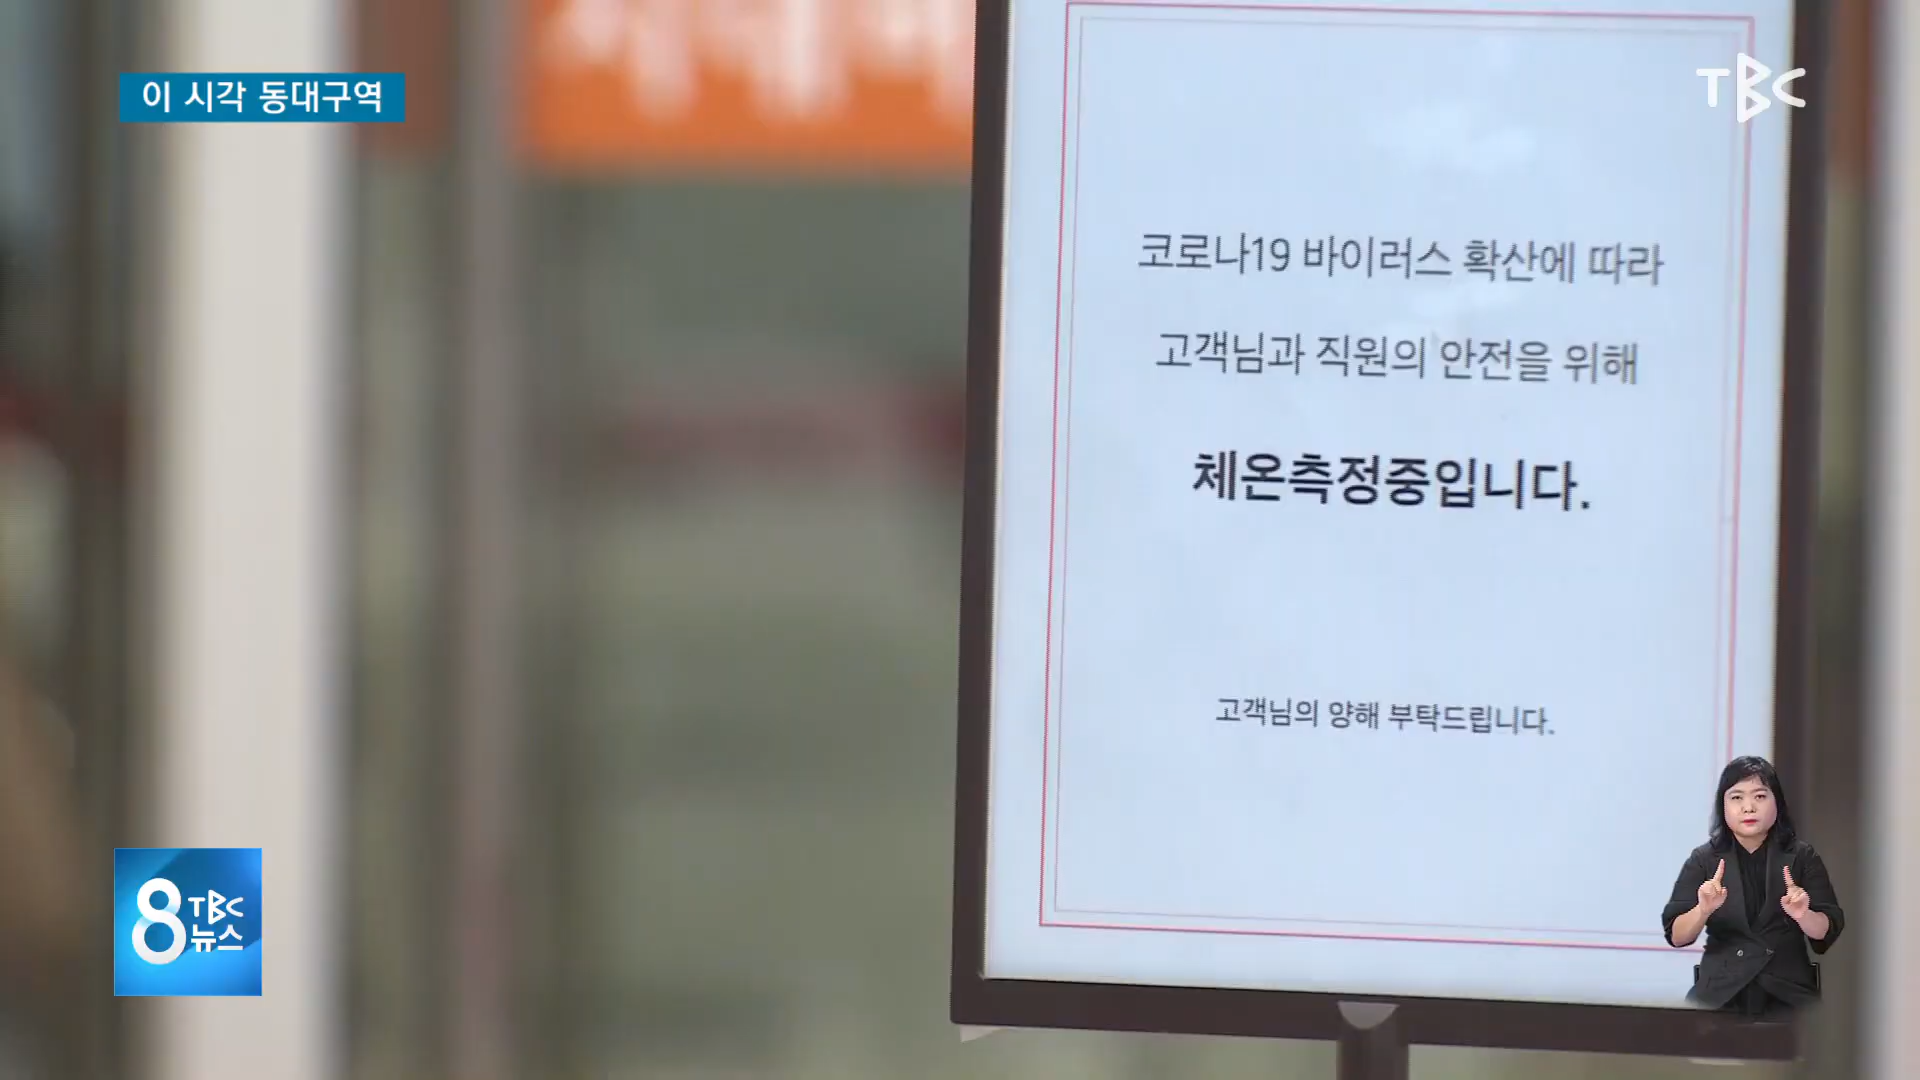 이 시각 동대구역
TBC
코로나19 바이러스 확산에 따라
고객님과 직원의 안전을 위해
체온측정중입니다.
고객님의 양해 부탁드립니다.
8 TBC
뉴스